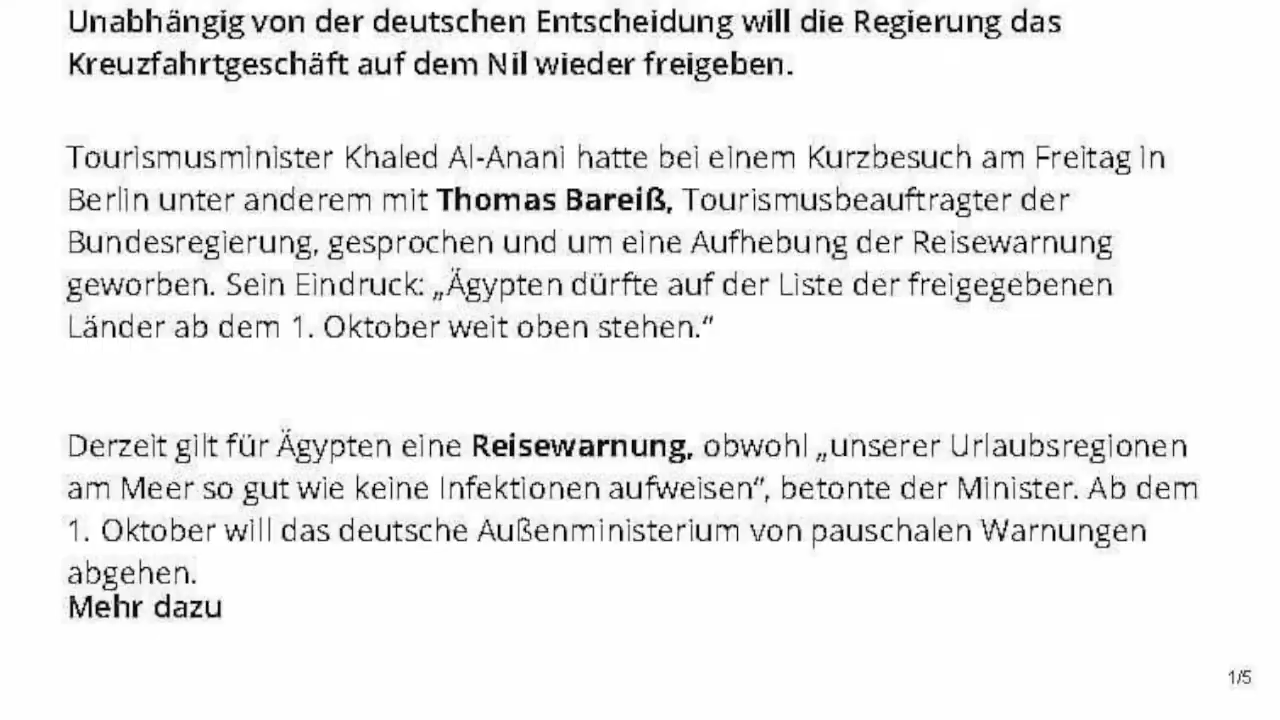 Unabhängig von der deutschen Entscheidung will die Regierung das
Kreuzfahrtgeschäft auf dem Nil wieder freigeben.
Tourismusminister Khaled Al-Anani hatte bei einem Kurzbesuch am Freitag in
Berlin unter anderem mit Thomas Bareiß, Tourismusbeauftragter der
Bundesregierung, gesprochen und um eine Aufhebung der Reisewarnung
geworben. Sein Eindruck: „Ägypten dürfte auf der Liste der freigegebenen
Länder ab dem 1. Oktober weit oben stehen.“
Derzeit gilt für Ägypten eine Reisewarnung, obwohl „unserer Urlaubsregionen
am Meer so gut wie keine Infektionen aufweisen“, betonte der Minister. Ab dem
1. Oktober will das deutsche Außenministerium von pauschalen Warnungen
abgehen.
Mehr dazu
1/5